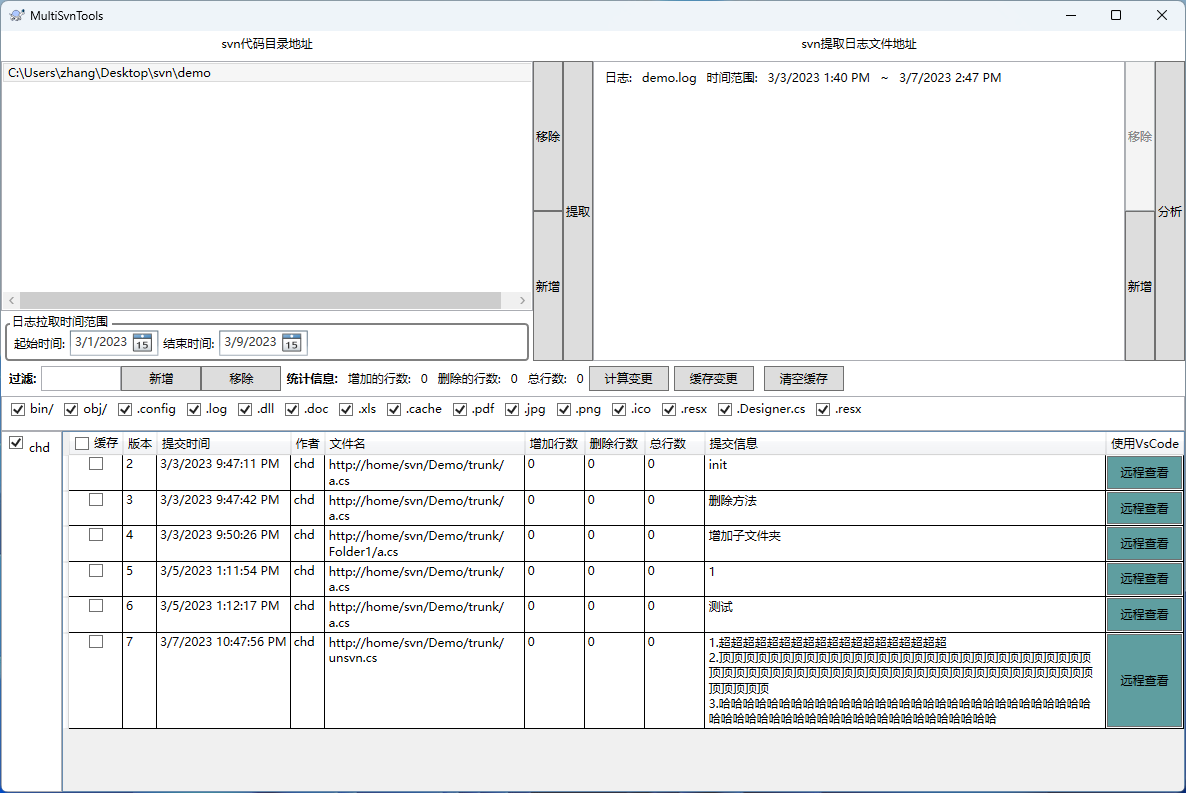 MultiSvnTools
svn代码目录地址
svn提取日志文件地址
C:\Users\zhang\Desktop\svn\demo
移除
提取
新增
日志: demo.log 时间范围: 3/3/2023 1:40 PM ~ 3/7/2023 2:47 PM
移除
分析
新增
日志拉取时间范围
起始时间: 3/1/2023 15 结束时间: 3/9/2023 15
过滤: 新增 移除 统计信息: 增加的行数: 0 删除的行数: 0 总行数: 0 计算变更 缓存变更 清空缓存
bin/ obj/ .config .log .dll .doc .xls .cache .pdf .jpg .png .ico .resx .Designer.cs .resx
chd
缓存 版本 提交时间 作者 文件名 增加行数 删除行数 总行数 提交信息 使用VsCode
2 3/3/2023 9:47:11 PM chd http://home/svn/Demo/trunk/ 0 0 0 init 远程查看
a.cs
3 3/3/2023 9:47:42 PM chd http://home/svn/Demo/trunk/ 0 0 0 删除方法 远程查看
a.cs
4 3/3/2023 9:50:26 PM chd http://home/svn/Demo/trunk/ 0 0 0 增加子文件夹 远程查看
Folder1/a.cs
5 3/5/2023 1:11:54 PM chd http://home/svn/Demo/trunk/ 0 0 0 1 远程查看
a.cs
6 3/5/2023 1:12:17 PM chd http://home/svn/Demo/trunk/ 0 0 0 测试 远程查看
a.cs
7 3/7/2023 10:47:56 PM chd http://home/svn/Demo/trunk/ 0 0 0 1.超超超超超超超超超超超超超超超超超超超
unsvn.cs 2.顶顶顶顶顶顶顶顶顶顶顶顶顶顶顶顶顶顶顶顶顶顶顶顶顶顶顶顶顶顶顶
顶顶顶顶顶顶顶顶顶顶顶顶顶顶顶顶顶顶顶顶顶顶顶顶顶顶顶顶顶顶顶顶
顶顶顶顶顶
3.哈哈哈哈哈哈哈哈哈哈哈哈哈哈哈哈哈哈哈哈哈哈哈哈哈哈哈哈哈哈哈
哈哈哈哈哈哈哈哈哈哈哈哈哈哈哈哈哈哈哈哈哈哈哈哈
远程查看